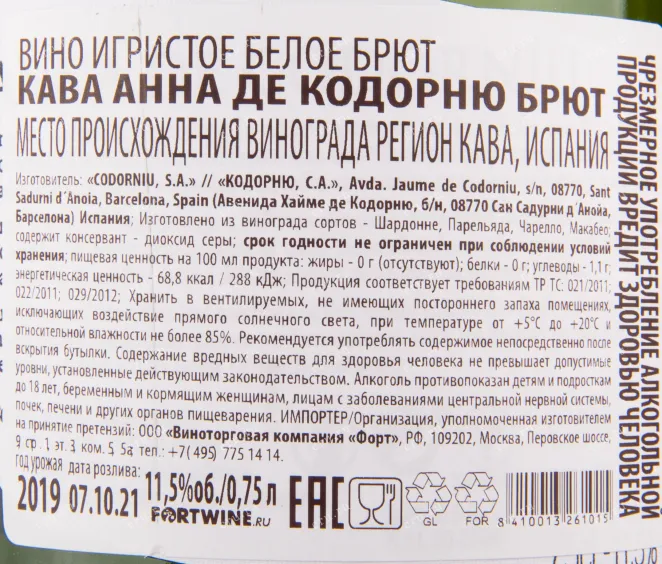 ВИНО ИГРИСТОЕ БЕЛОЕ БРЮТ
КАВА АННА ДЕ КОДОРНЮ БРЮТ
МЕСТО ПРОИСХОЖДЕНИЯ ВИНОГРАДА РЕГИОН КАВА, ИСПАНИЯ
Изготовитель: «CODORNIU, S.A.» // «КОДОРНЮ, С.А.», Avda. Jaume de Codorniu, s/n, 08770, Sant
Sadurni d´Anoia, Barcelona, Spain (Авенида Хайме де Кодорню, б/н, 08770 Сан Садурни д´Анойа,
Барселона) Испания; Изготовлено из винограда сортов - Шардонне, Парельяда, Чарелло, Макабео;
содержит консервант - диоксид серы; срок годности не ограничен при соблюдении условий
хранения; пищевая ценность на 100 мл продукта: жиры - 0 г (отсутствуют); белки - 0 г; углеводы - 1,1 г;
энергетическая ценность - 68,8 ккал / 288 кДж; Продукция соответствует требованиям ТР ТС: 021/2011;
022/2011; 029/2012; Хранить в вентилируемых, не имеющих постороннего запаха помещениях,
исключающих воздействие прямого солнечного света, при температуре от +5°С до +20°С и
относительной влажности не более 85%. Рекомендуется употреблять содержимое непосредственно после
вскрытия бутылки. Содержание вредных веществ для здоровья человека не превышает допустимые
уровни, установленные действующим законодательством. Алкоголь противопоказан детям и подросткам
до 18 лет, беременным и кормящим женщинам, лицам с заболеваниями центральной нервной системы,
почек, печени и других органов пищеварения. ИМПОРТЕР/Организация, уполномоченная изготовителем
на принятие претензий: ООО «Виноторговая компания «Форт», РФ, 109202, Москва, Перовское шоссе,
9 стр. 1, эт. 3, ком. 5, 5а; тел.: +7 (495) 775 14 14.
год урожая дата розлива:
2019 07.10.21 11,5%об./0,75 л
FORTWINE.RU
EAC
GL
FOR
8 410013 261015
ЧРЕЗМЕРНОЕ УПОТРЕБЛЕНИЕ АЛКОГОЛЬНОЙ
ПРОДУКЦИИ ВРЕДИТ ЗДОРОВЬЮ ЧЕЛОВЕКА